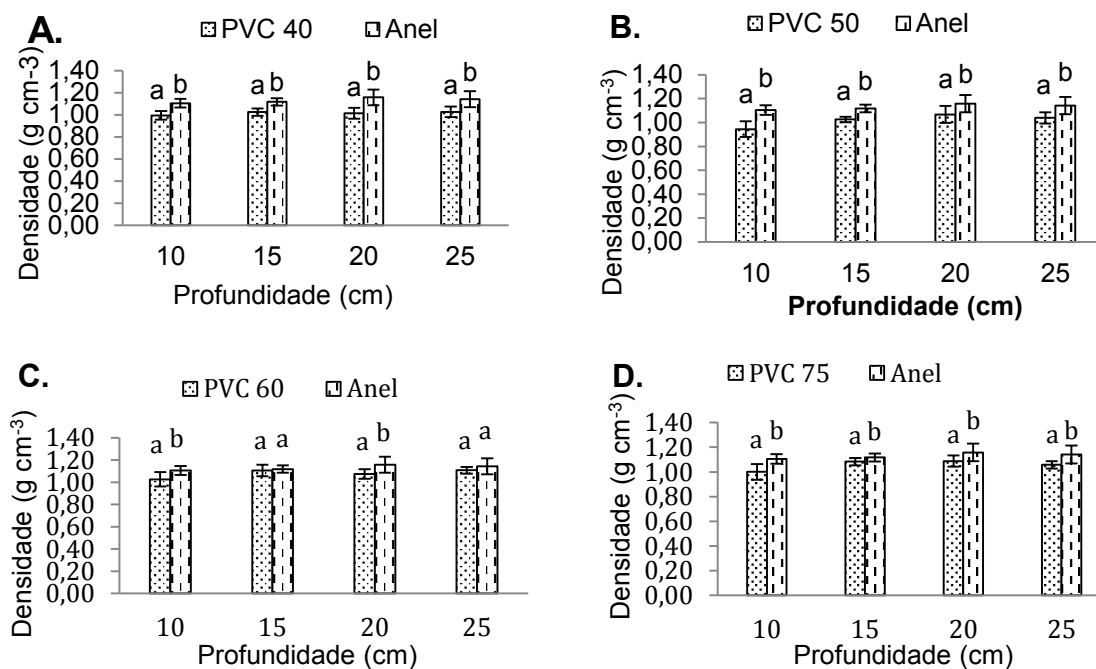 A.
PVC 40 Anel
Densidade (g cm-3)
1,40
1,20
1,00
0,80
0,60
0,40
0,20
0,00
a b a b a b a b
10 15 20 25
Profundidade (cm)
B.
PVC 50 Anel
Densidade (g cm-3)
1,40
1,20
1,00
0,80
0,60
0,40
0,20
0,00
a b a b a b a b
10 15 20 25
Profundidade (cm)
C.
PVC 60 Anel
Densidade (g cm-3)
1,40
1,20
1,00
0,80
0,60
0,40
0,20
0,00
a b a a a b a a
10 15 20 25
Profundidade (cm)
D.
PVC 75 Anel
Densidade (g cm-3)
1,40
1,20
1,00
0,80
0,60
0,40
0,20
0,00
a b a b a b a b
10 15 20 25
Profundidade (cm)